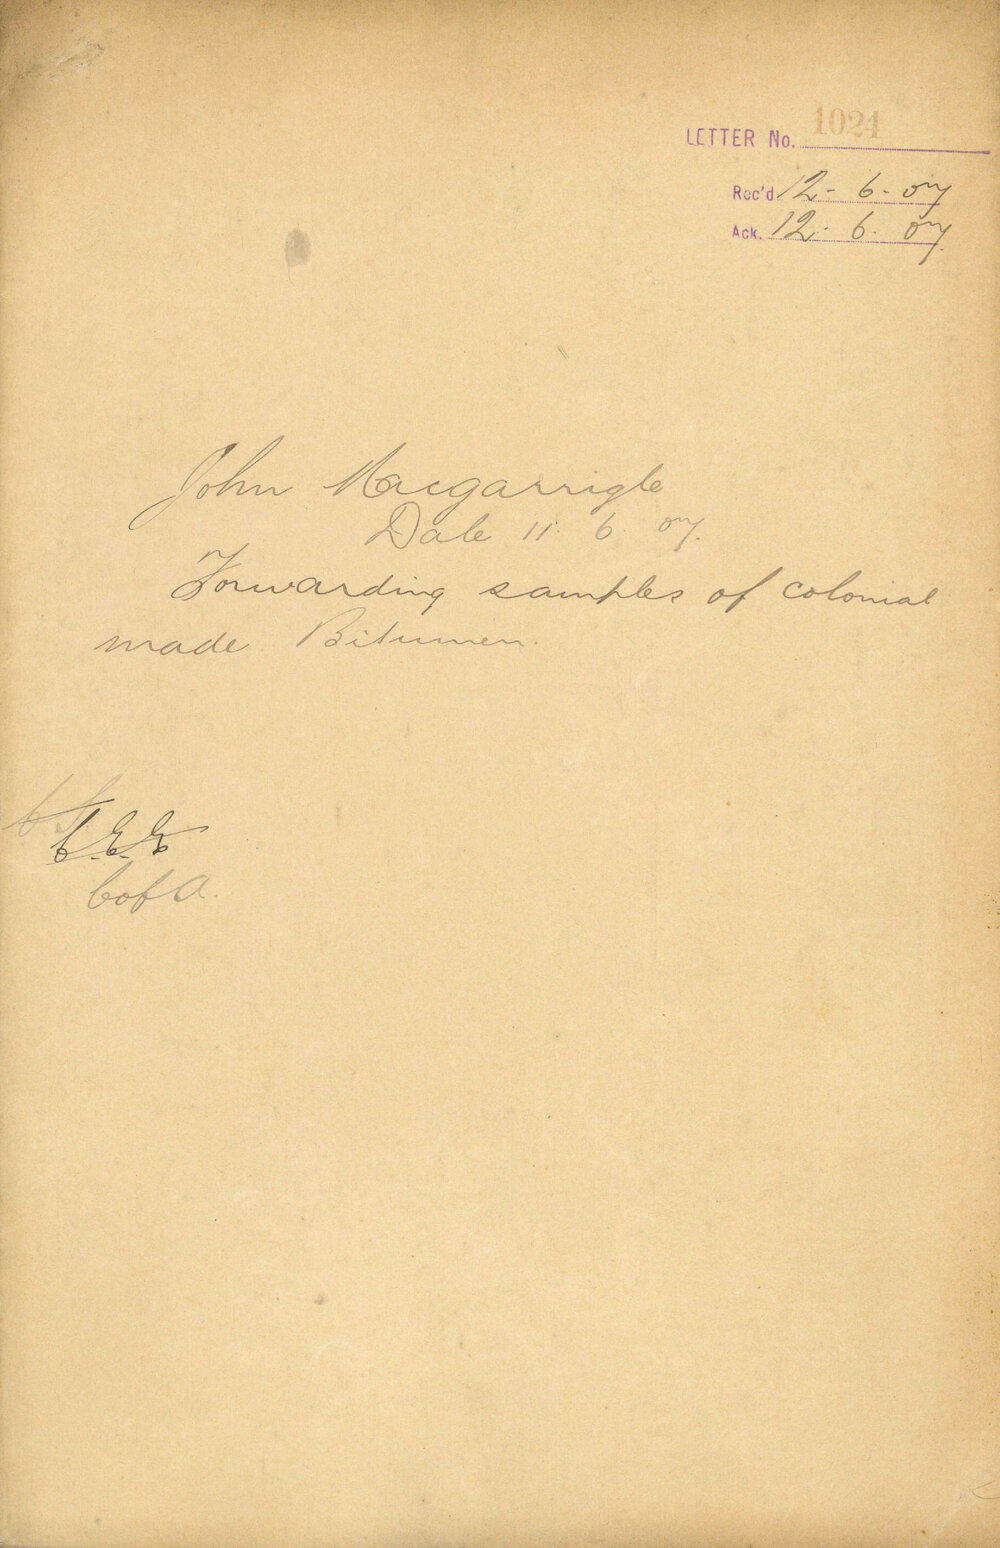 LETTER No. 1024
Rec'd 12-6-07
Ack. 12.6.07.
John Macgarrigle
Date 11.6.07.
Forwarding samples of colonial
made Bitumen.
C.E.E.
C of A.